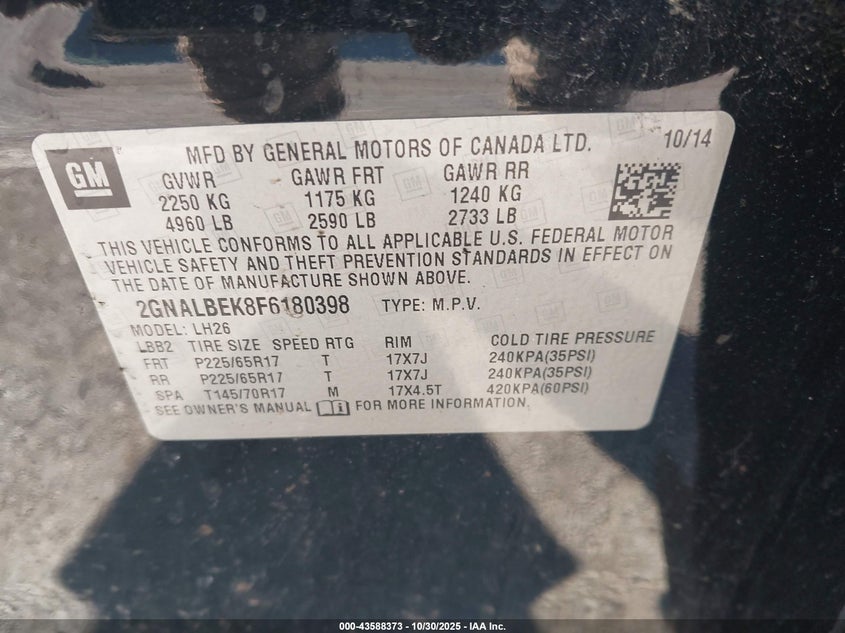 GM
MFD BY GENERAL MOTORS OF CANADA LTD. 10/14
GVWR GAWR FRT GAWR RR
2250 KG 1175 KG 1240 KG
4960 LB 2590 LB 2733 LB
THIS VEHICLE CONFORMS TO ALL APPLICABLE U.S. FEDERAL MOTOR
VEHICLE SAFETY AND THEFT PREVENTION STANDARDS IN EFFECT ON
THE DATE OF MANUFACTURE SHOWN ABOVE.
2GNALBEK8F6180398 TYPE: M.P.V.
MODEL: LH26
LBB2 TIRE SIZE SPEED RTG RIM COLD TIRE PRESSURE
FRT P225/65R17 T 17X7J 240KPA(35PSI)
RR P225/65R17 T 17X7J 240KPA(35PSI)
SPA T145/70R17 M 17X4.5T 420KPA(60PSI)
SEE OWNER'S MANUAL FOR MORE INFORMATION.
000-43588373 - 10/30/2025 - IAA Inc.